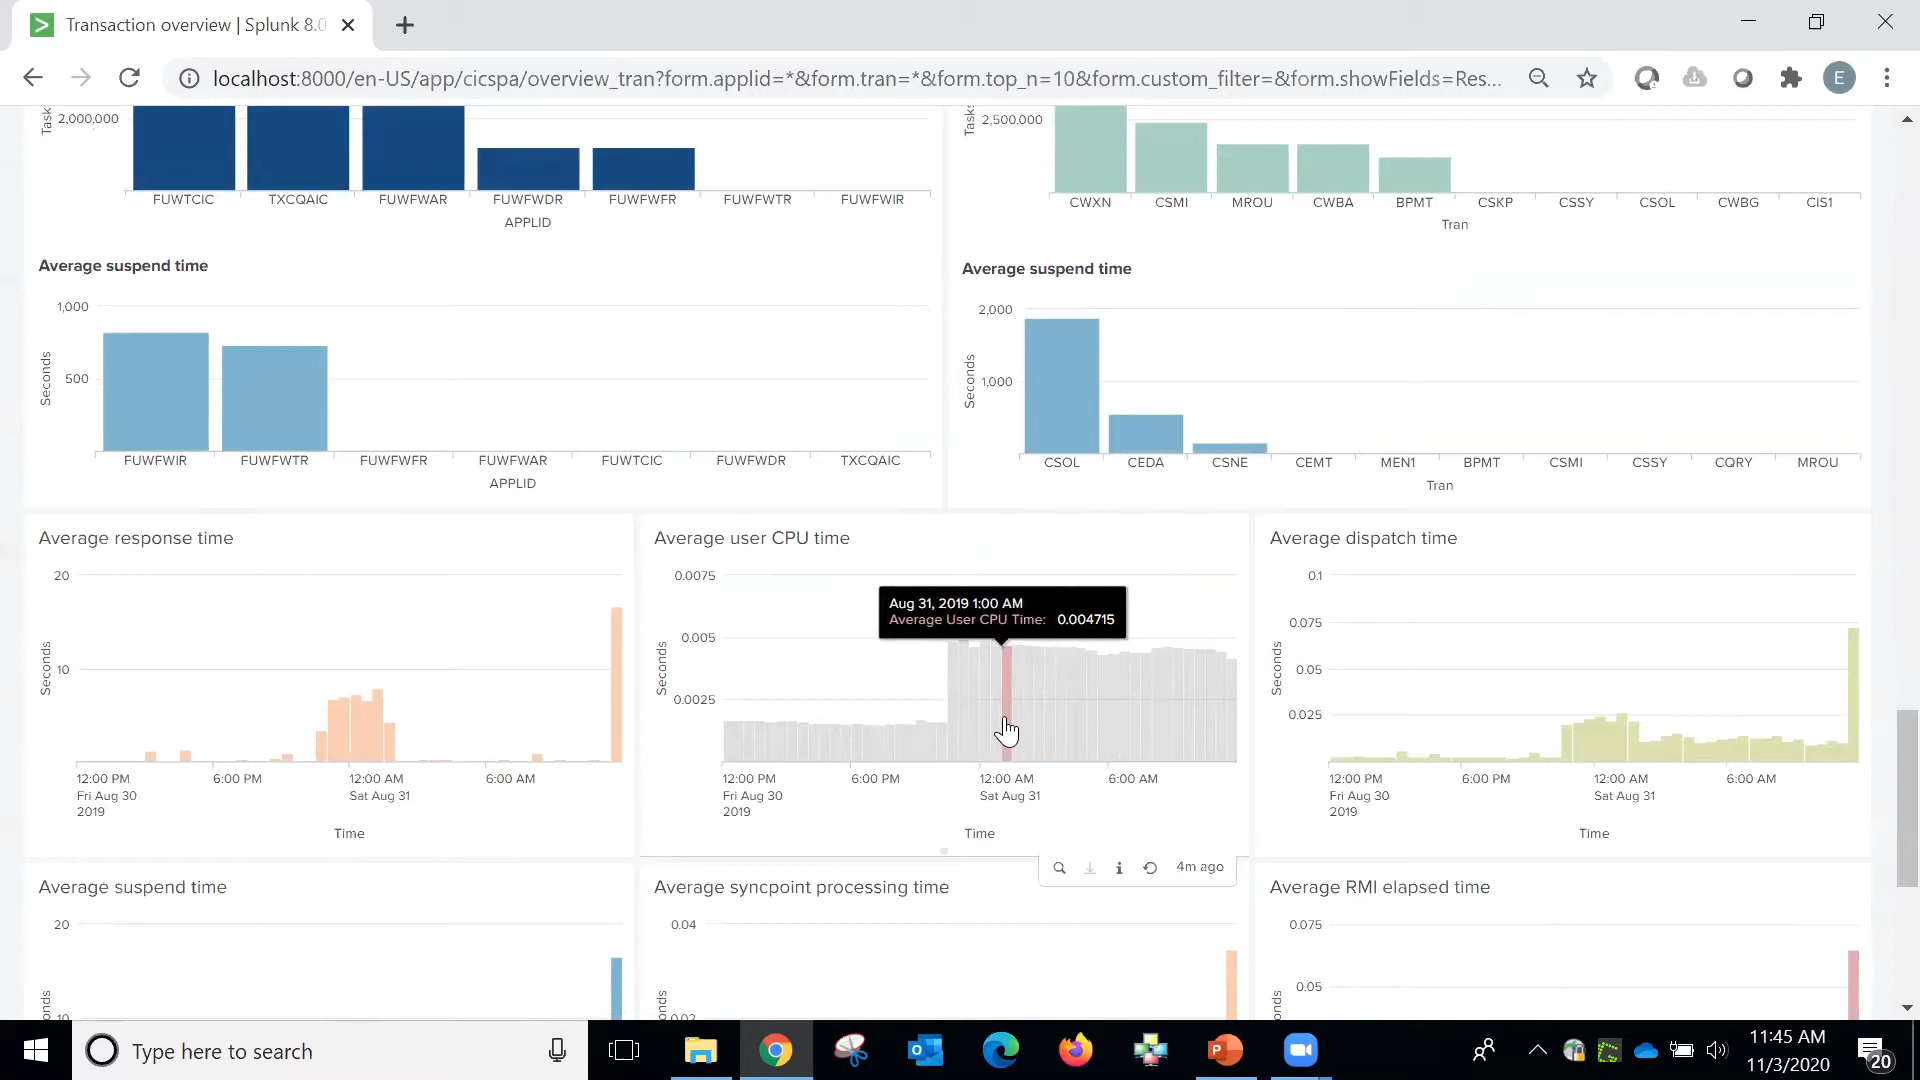 Transaction overview | Splunk 8.0
localhost:8000/en-US/app/cicspa/overview_tran?form.applid=*&form.tran=*&form.top_n=10&form.custom_filter=&form.showFields=Res...
E
Tasks
2,000,000
FUWTCIC TXCQAIC FUWFWAR FUWFWDR FUWFWFR FUWFWTR FUWFWIR
APPLID
Tasks
2,500,000
CWXN CSMI MROU CWBA BPMT CSKP CSSY CSOL CWBG CIS1
Tran
Average suspend time
Seconds
1,000
500
FUWFWIR FUWFWTR FUWFWFR FUWFWAR FUWTCIC FUWFWDR TXCQAIC
APPLID
Average suspend time
Seconds
2,000
1,000
CSOL CEDA CSNE CEMT MEN1 BPMT CSMI CSSY CQRY MROU
Tran
Average response time
Seconds
20
10
12:00 PM 6:00 PM 12:00 AM 6:00 AM
Fri Aug 30 Sat Aug 31
2019
Time
Average user CPU time
Seconds
0.0075
0.005
0.0025
Aug 31, 2019 1:00 AM
Average User CPU Time: 0.004715
12:00 PM 6:00 PM 12:00 AM 6:00 AM
Fri Aug 30 Sat Aug 31
2019
Time
4m ago
Average dispatch time
Seconds
0.1
0.075
0.05
0.025
12:00 PM 6:00 PM 12:00 AM 6:00 AM
Fri Aug 30 Sat Aug 31
2019
Time
Average suspend time
20
10
Average syncpoint processing time
0.04
0.02
Average RMI elapsed time
0.075
0.05
Type here to search
11:45 AM
11/3/2020
20